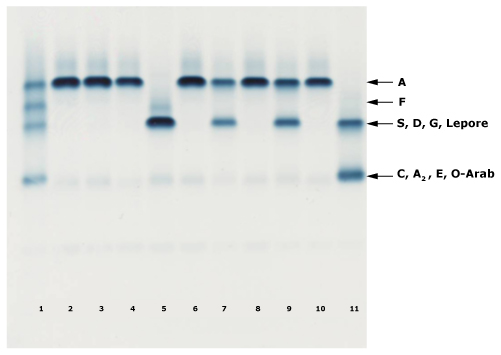 A
F
S, D, G, Lepore
C, A2 , E, O-Arab
1 2 3 4 5 6 7 8 9 10 11